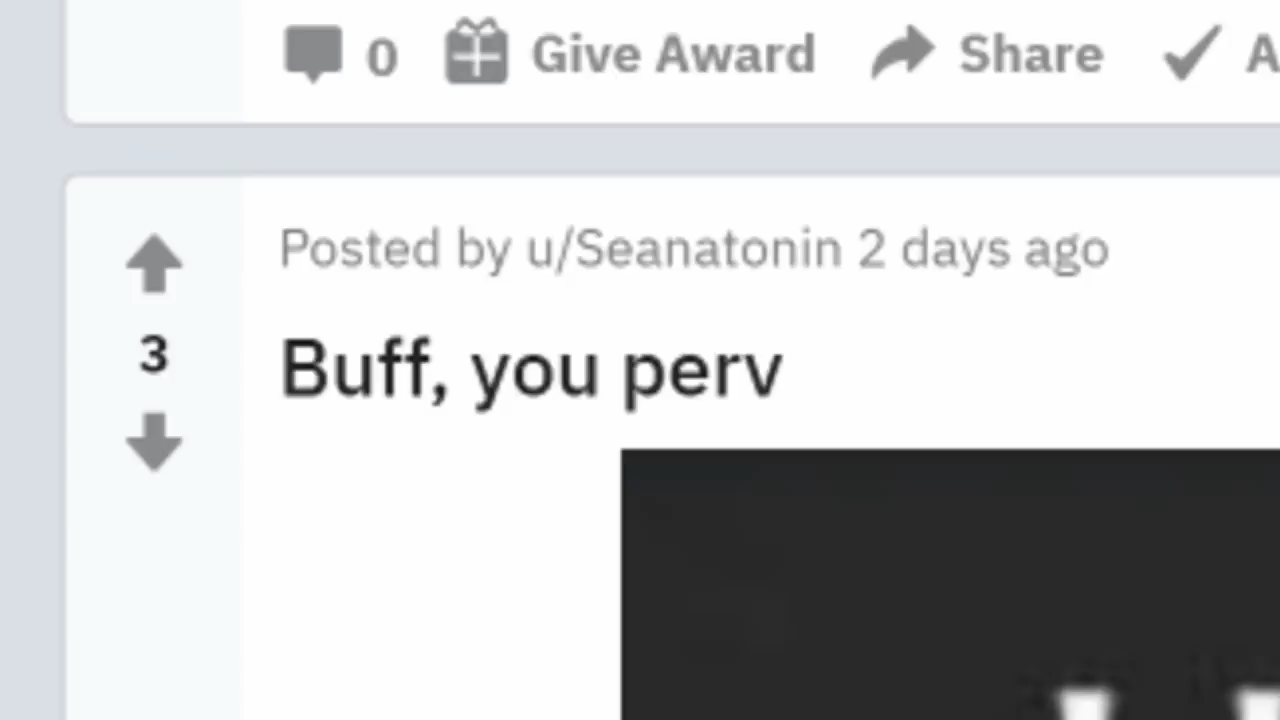 0 Give Award Share A
Posted by u/Seanatonin 2 days ago
3
Buff, you perv